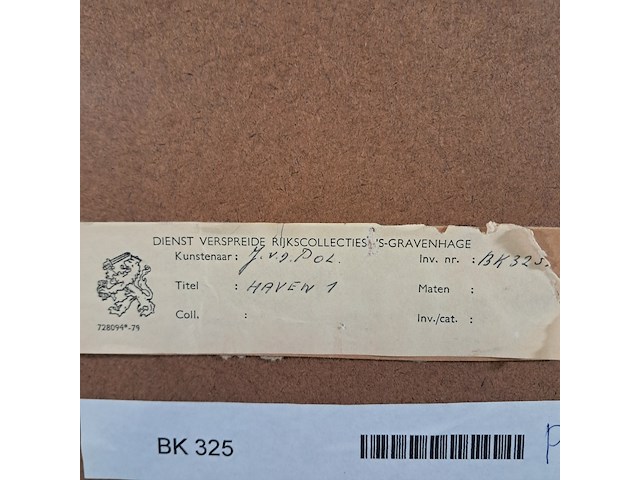 DIENST VERSPREIDE RIJKSCOLLECTIES 'S-GRAVENHAGE
Kunstenaar: J.v.d.POL. Inv. nr. : BK325.
Titel : HAVEN 1 Maten :
Coll. : Inv./cat. :
728094*-79
BK 325 P